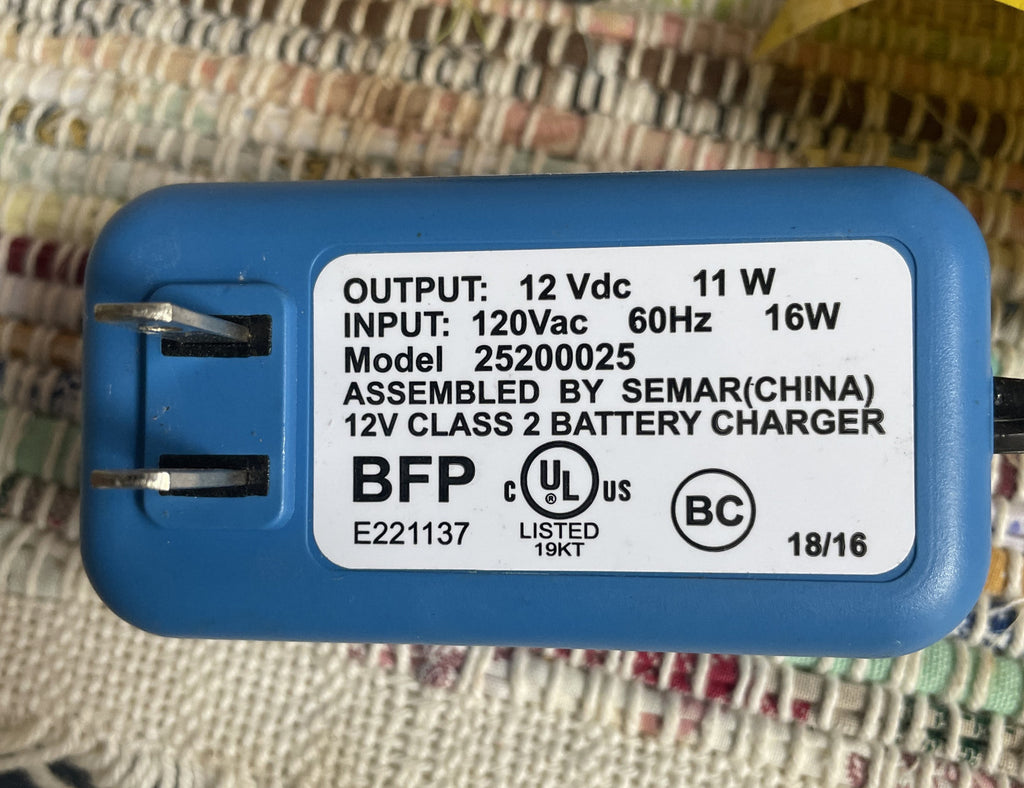 OUTPUT: 12 Vdc 11 W
INPUT: 120Vac 60Hz 16W
Model 25200025
ASSEMBLED BY SEMAR(CHINA)
12V CLASS 2 BATTERY CHARGER
BFP
E221137
C UL ® US
LISTED
19KT
BC
18/16